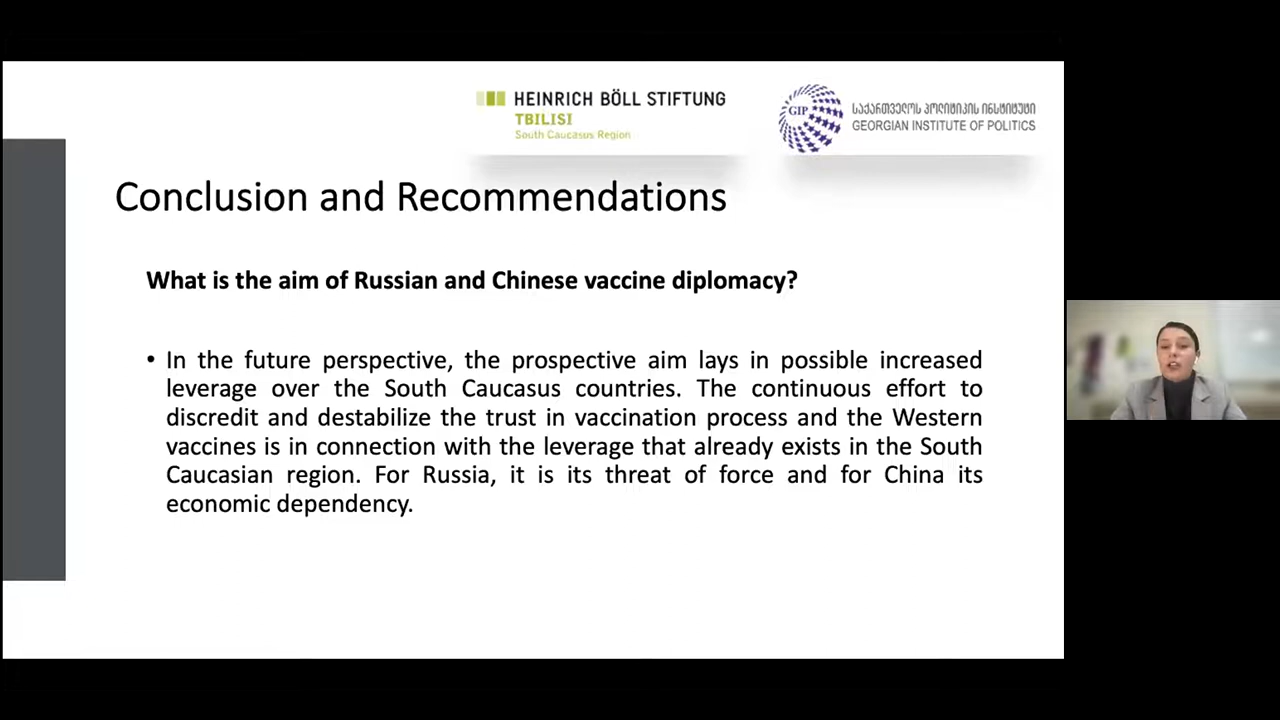 HEINRICH BÖLL STIFTUNG
TBILISI
South Caucasus Region
GIP
საქართველოს პოლიტიკის ინსტიტუტი
GEORGIAN INSTITUTE OF POLITICS
Conclusion and Recommendations
What is the aim of Russian and Chinese vaccine diplomacy?
• In the future perspective, the prospective aim lays in possible increased
leverage over the South Caucasus countries. The continuous effort to
discredit and destabilize the trust in vaccination process and the Western
vaccines is in connection with the leverage that already exists in the South
Caucasian region. For Russia, it is its threat of force and for China its
economic dependency.